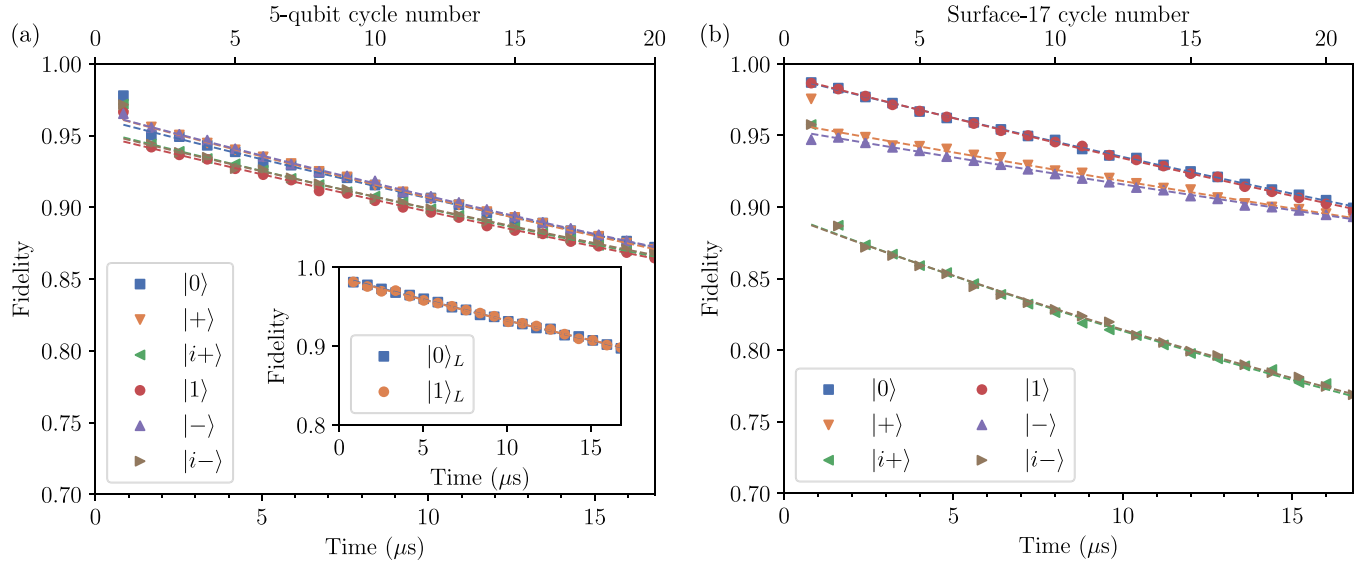 5-qubit cycle number
(a)
0 5 10 15 20
1.00
0.95
0.90
0.85
0.80
0.75
0.70
Fidelity
|0⟩
|+⟩
|i+⟩
|1⟩
|−⟩
|i−⟩
1.0
0.9
0.8
Fidelity
|0⟩L
|1⟩L
0 5 10 15
Time (μs)
0 5 10 15
Time (μs)
Surface-17 cycle number
(b)
0 5 10 15 20
1.00
0.95
0.90
0.85
0.80
0.75
0.70
Fidelity
|0⟩ |1⟩
|+⟩ |−⟩
|i+⟩ |i−⟩
0 5 10 15
Time (μs)